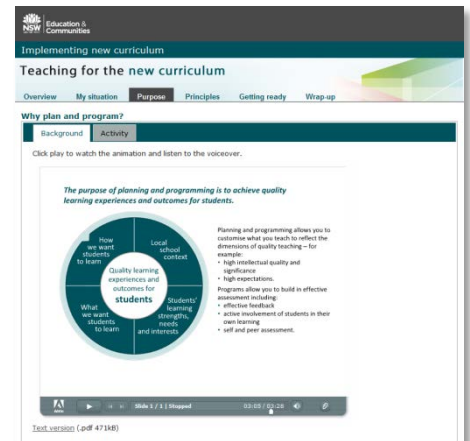 NSW
Education &
Communities
Implementing new curriculum
Teaching for the new curriculum
Overview My situation Purpose Principles Getting ready Wrap-up
Why plan and program?
Background Activity
Click play to watch the animation and listen to the voiceover.
The purpose of planning and programming is to achieve quality
learning experiences and outcomes for students.
How
we want
students
to learn
Local
school
context
Quality learning
experiences and
outcomes for
students
What
we want
students
to learn
Students'
learning
strengths,
needs
and interests
Planning and programming allows you to
customise what you teach to reflect the
dimensions of quality teaching – for
example:
• high intellectual quality and
significance
• high expectations.
Programs allow you to build in effective
assessment including:
• effective feedback
• active involvement of students in their
own learning
• self and peer assessment.
Slide 1 / 1 | Stopped 03:05 / 03:28
Text version (.pdf 471kB)